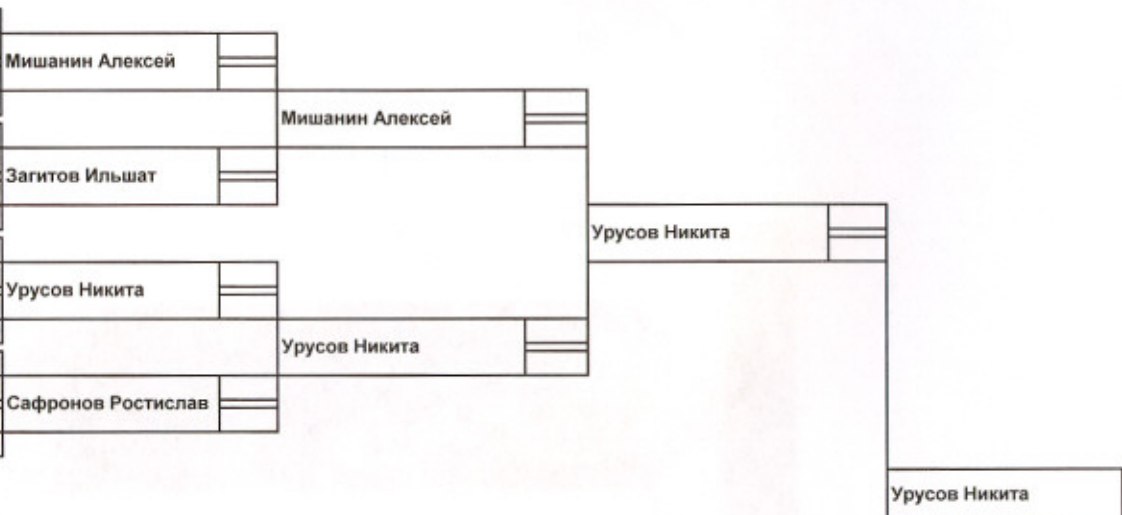 Мишанин Алексей
Мишанин Алексей
Загитов Ильшат
Урусов Никита
Урусов Никита
Урусов Никита
Сафронов Ростислав
Урусов Никита